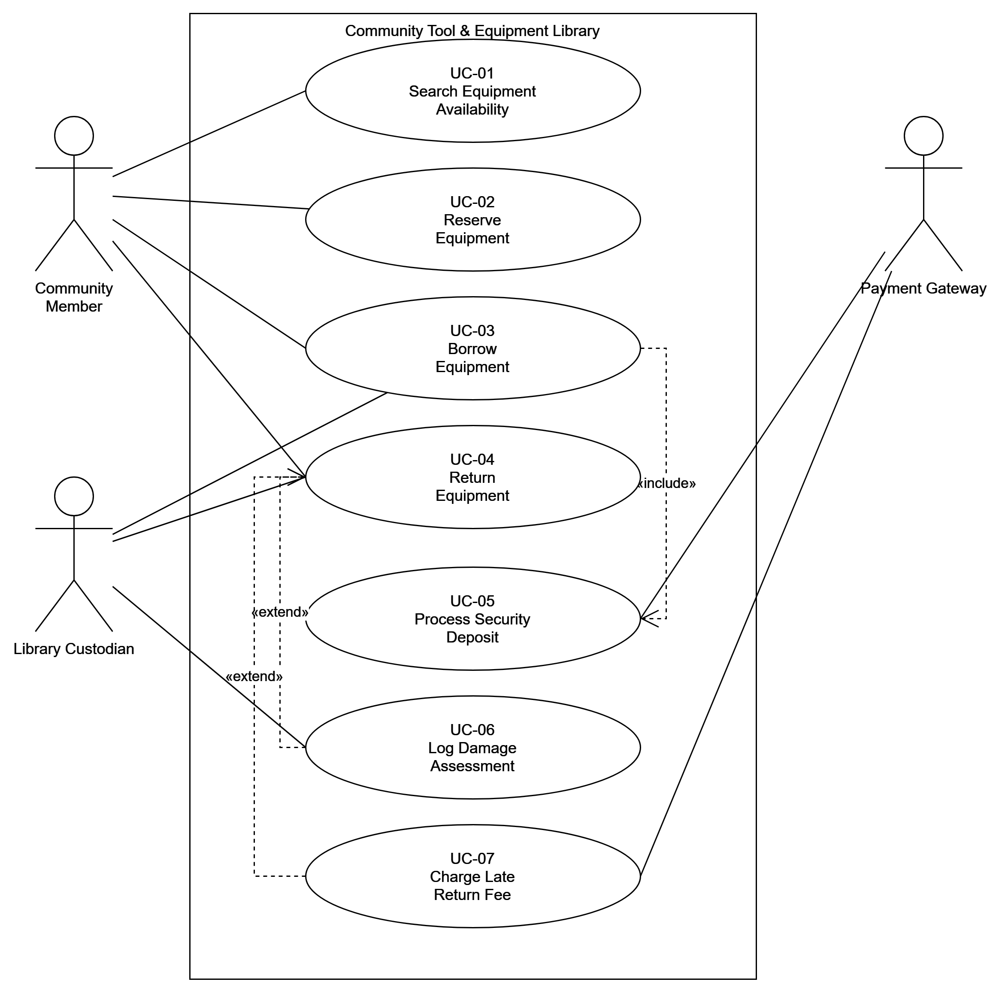 Community Tool & Equipment Library
UC-01
Search Equipment
Availability
UC-02
Reserve
Equipment
Community
Member
Payment Gateway
UC-03
Borrow
Equipment
UC-04
Return
Equipment
«include»
UC-05
Process Security
Deposit
«extend»
Library Custodian
«extend»
UC-06
Log Damage
Assessment
UC-07
Charge Late
Return Fee